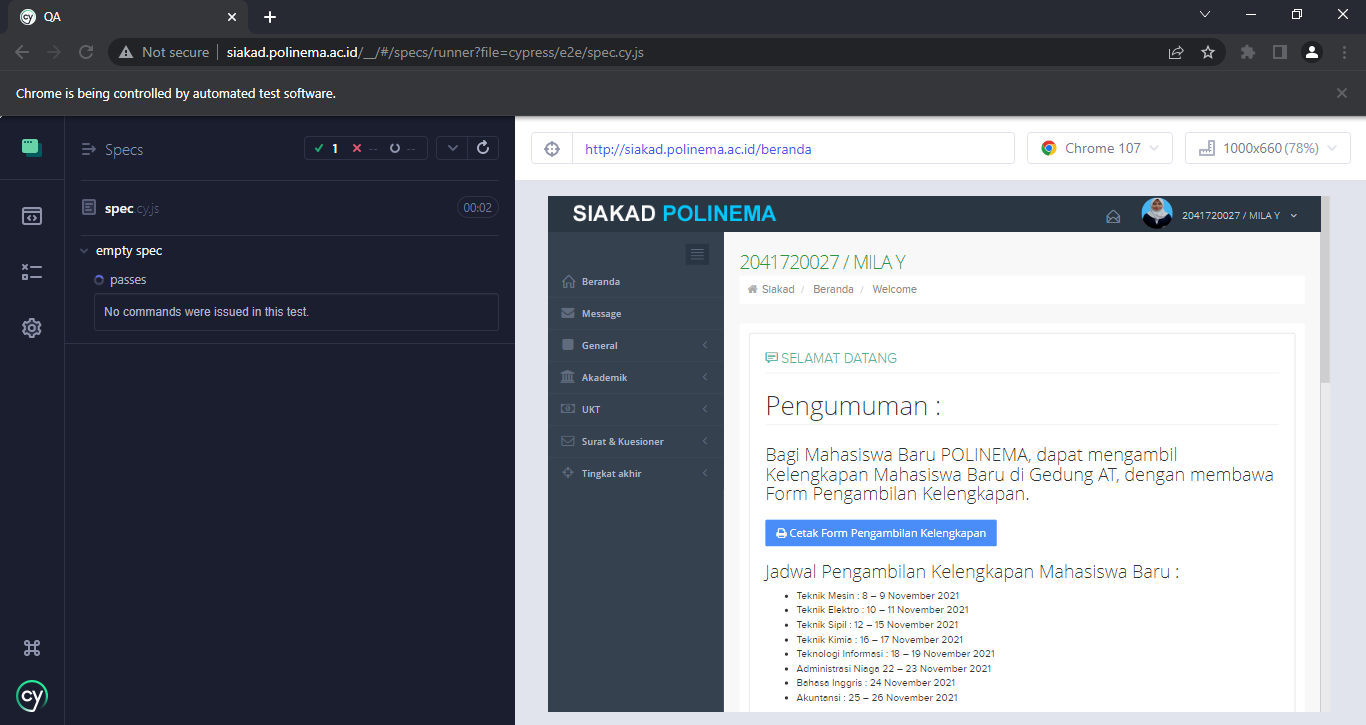 QA
Not secure
siakad.polinema.ac.id/__/#/specs/runner?file=cypress/e2e/spec.cy.js
Chrome is being controlled by automated test software.
Specs
1 -- --
spec.cy.js
00:02
empty spec
passes
No commands were issued in this test.
cy
http://siakad.polinema.ac.id/beranda
Chrome 107
1000x660 (78%)
SIAKAD POLINEMA
2041720027 / MILA Y
Beranda
Message
General
Akademik
UKT
Surat & Kuesioner
Tingkat akhir
2041720027 / MILA Y
Siakad / Beranda / Welcome
SELAMAT DATANG
Pengumuman :
Bagi Mahasiswa Baru POLINEMA, dapat mengambil
Kelengkapan Mahasiswa Baru di Gedung AT, dengan membawa
Form Pengambilan Kelengkapan.
Cetak Form Pengambilan Kelengkapan
Jadwal Pengambilan Kelengkapan Mahasiswa Baru :
Teknik Mesin : 8 – 9 November 2021
Teknik Elektro : 10 – 11 November 2021
Teknik Sipil : 12 – 15 November 2021
Teknik Kimia : 16 – 17 November 2021
Teknologi Informasi : 18 – 19 November 2021
Administrasi Niaga 22 – 23 November 2021
Bahasa Inggris : 24 November 2021
Akuntansi : 25 – 26 November 2021